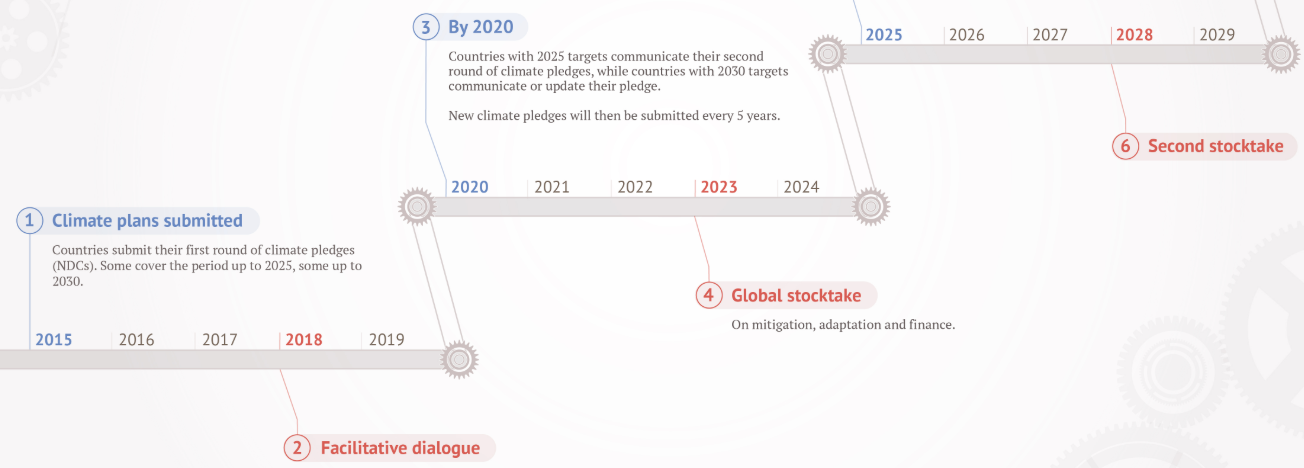 3 By 2020
Countries with 2025 targets communicate their second
round of climate pledges, while countries with 2030 targets
communicate or update their pledge.
New climate pledges will then be submitted every 5 years.
2025 2026 2027 2028 2029
6 Second stocktake
2020 2021 2022 2023 2024
1 Climate plans submitted
Countries submit their first round of climate pledges
(NDCs). Some cover the period up to 2025, some up to
2030.
4 Global stocktake
On mitigation, adaptation and finance.
2015 2016 2017 2018 2019
2 Facilitative dialogue